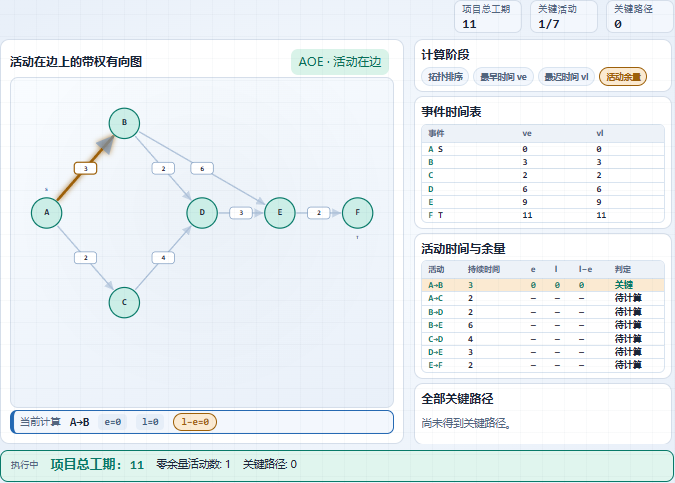 项目总工期 关键活动 关键路径
11 1/7 0
活动在边上的带权有向图
AOE · 活动在边
B
3
2
6
s
A
D
3
E
2
F
T
2
4
C
当前计算 A→B e=0 l=0 l-e=0
计算阶段
拓扑排序 最早时间 ve 最迟时间 vl 活动余量
事件时间表
事件 ve vl
A S 0 0
B 3 3
C 2 2
D 6 6
E 9 9
F T 11 11
活动时间与余量
活动 持续时间 e l l-e 判定
A→B 3 0 0 0 关键
A→C 2 — — — 待计算
B→D 2 — — — 待计算
B→E 6 — — — 待计算
C→D 4 — — — 待计算
D→E 3 — — — 待计算
E→F 2 — — — 待计算
全部关键路径
尚未得到关键路径。
执行中 项目总工期: 11 零余量活动数: 1 关键路径: 0